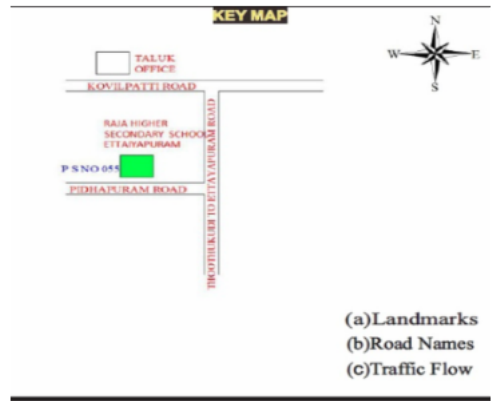 KEY MAP
N
W
E
S
TALUK
OFFICE
KOVILPATTI ROAD
RAJA HIGHER
SECONDARY SCHOOL
ETTAIYAPURAM
P S NO 055
PIDHAPURAM ROAD
THOOTHUKUDI TO ETTAYAPURAM ROAD
(a)Landmarks
(b)Road Names
(c)Traffic Flow